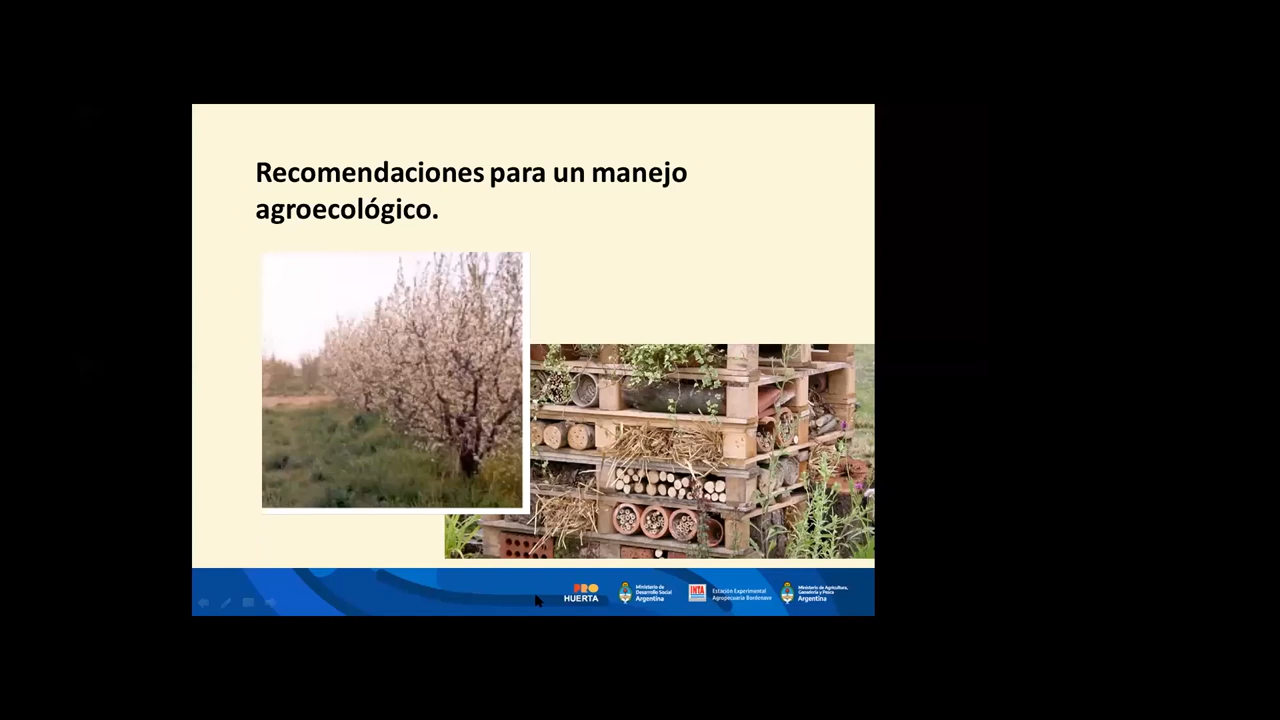 Recomendaciones para un manejo
agroecológico.
PRO
HUERTA
Ministerio de
Desarrollo Social
Argentina
INTA
Estación Experimental
Agropecuaria Bordenave
Ministerio de Agricultura,
Ganadería y Pesca
Argentina